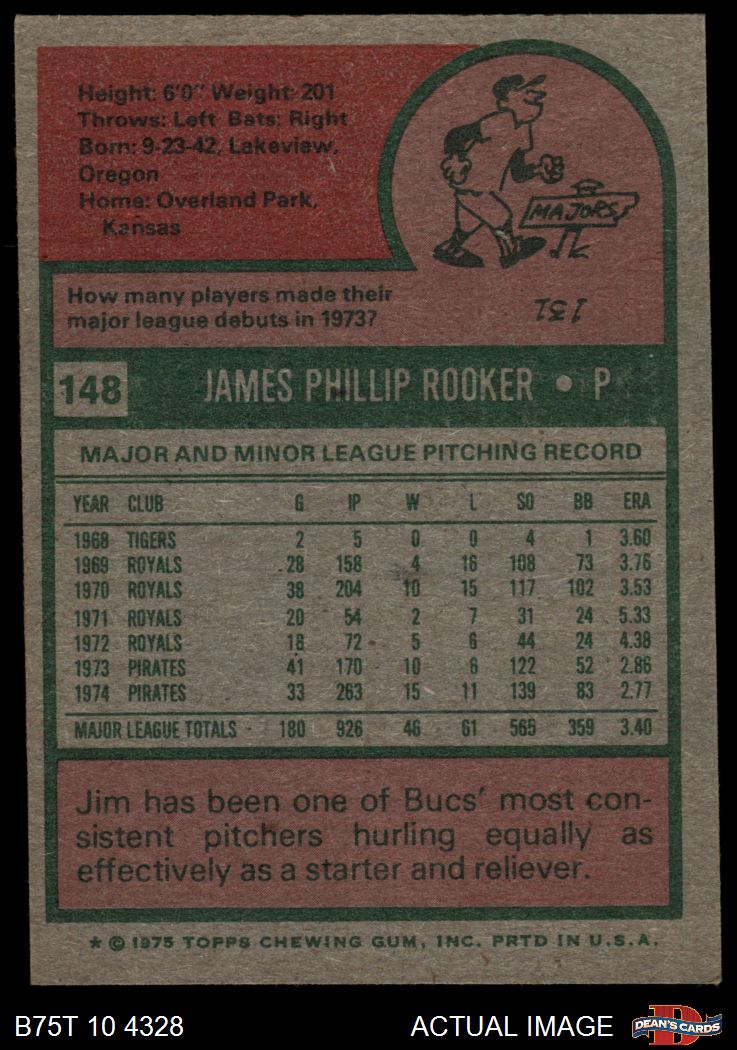 Height: 6'0" Weight: 201
Throws: Left Bats: Right
Born: 9-23-42, Lakeview,
Oregon
Home: Overland Park,
Kansas
MAJORS
How many players made their
major league debuts in 1973?
151
148 JAMES PHILLIP ROOKER • P
MAJOR AND MINOR LEAGUE PITCHING RECORD
YEAR CLUB G IP W L SO BB ERA
1968 TIGERS 2 5 0 0 4 1 3.60
1969 ROYALS 28 158 4 16 108 73 3.76
1970 ROYALS 38 204 10 15 117 102 3.53
1971 ROYALS 20 54 2 7 31 24 5.33
1972 ROYALS 18 72 5 6 44 24 4.38
1973 PIRATES 41 170 10 6 122 52 2.86
1974 PIRATES 33 263 15 11 139 83 2.77
MAJOR LEAGUE TOTALS 180 926 46 61 565 359 3.40
Jim has been one of Bucs' most con-
sistent pitchers hurling equally as
effectively as a starter and reliever.
* © 1975 TOPPS CHEWING GUM, INC. PRTD IN U.S.A.
B75T 10 4328 ACTUAL IMAGE
D
DEAN'S CARDS